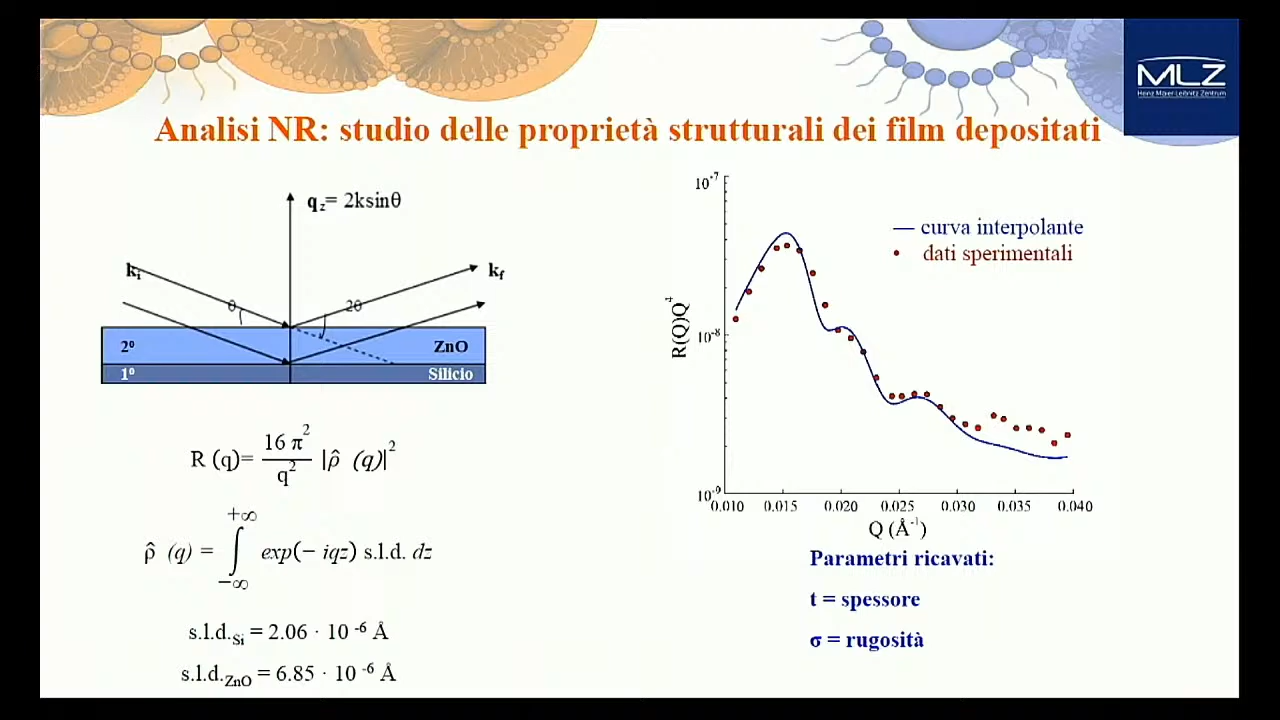 MLZ
Heinz Maier-Leibnitz Zentrum
Analisi NR: studio delle proprietà strutturali dei film depositati
q_z= 2ksinθ
k_i
k_f
θ
2θ
2º
ZnO
1º
Silicio
R (q)= 16 π² / q² |ρ̂ (q)|²
ρ̂ (q) = ∫_{−∞}^{+∞} exp(− iqz) s.l.d. dz
s.l.d._Si = 2.06 · 10⁻⁶ Å
s.l.d._ZnO = 6.85 · 10⁻⁶ Å
10⁻⁷
10⁻⁸
10⁻⁹
R(Q)Q⁴
curva interpolante
dati sperimentali
0.010 0.015 0.020 0.025 0.030 0.035 0.040
Q (Å⁻¹)
Parametri ricavati:
t = spessore
σ = rugosità